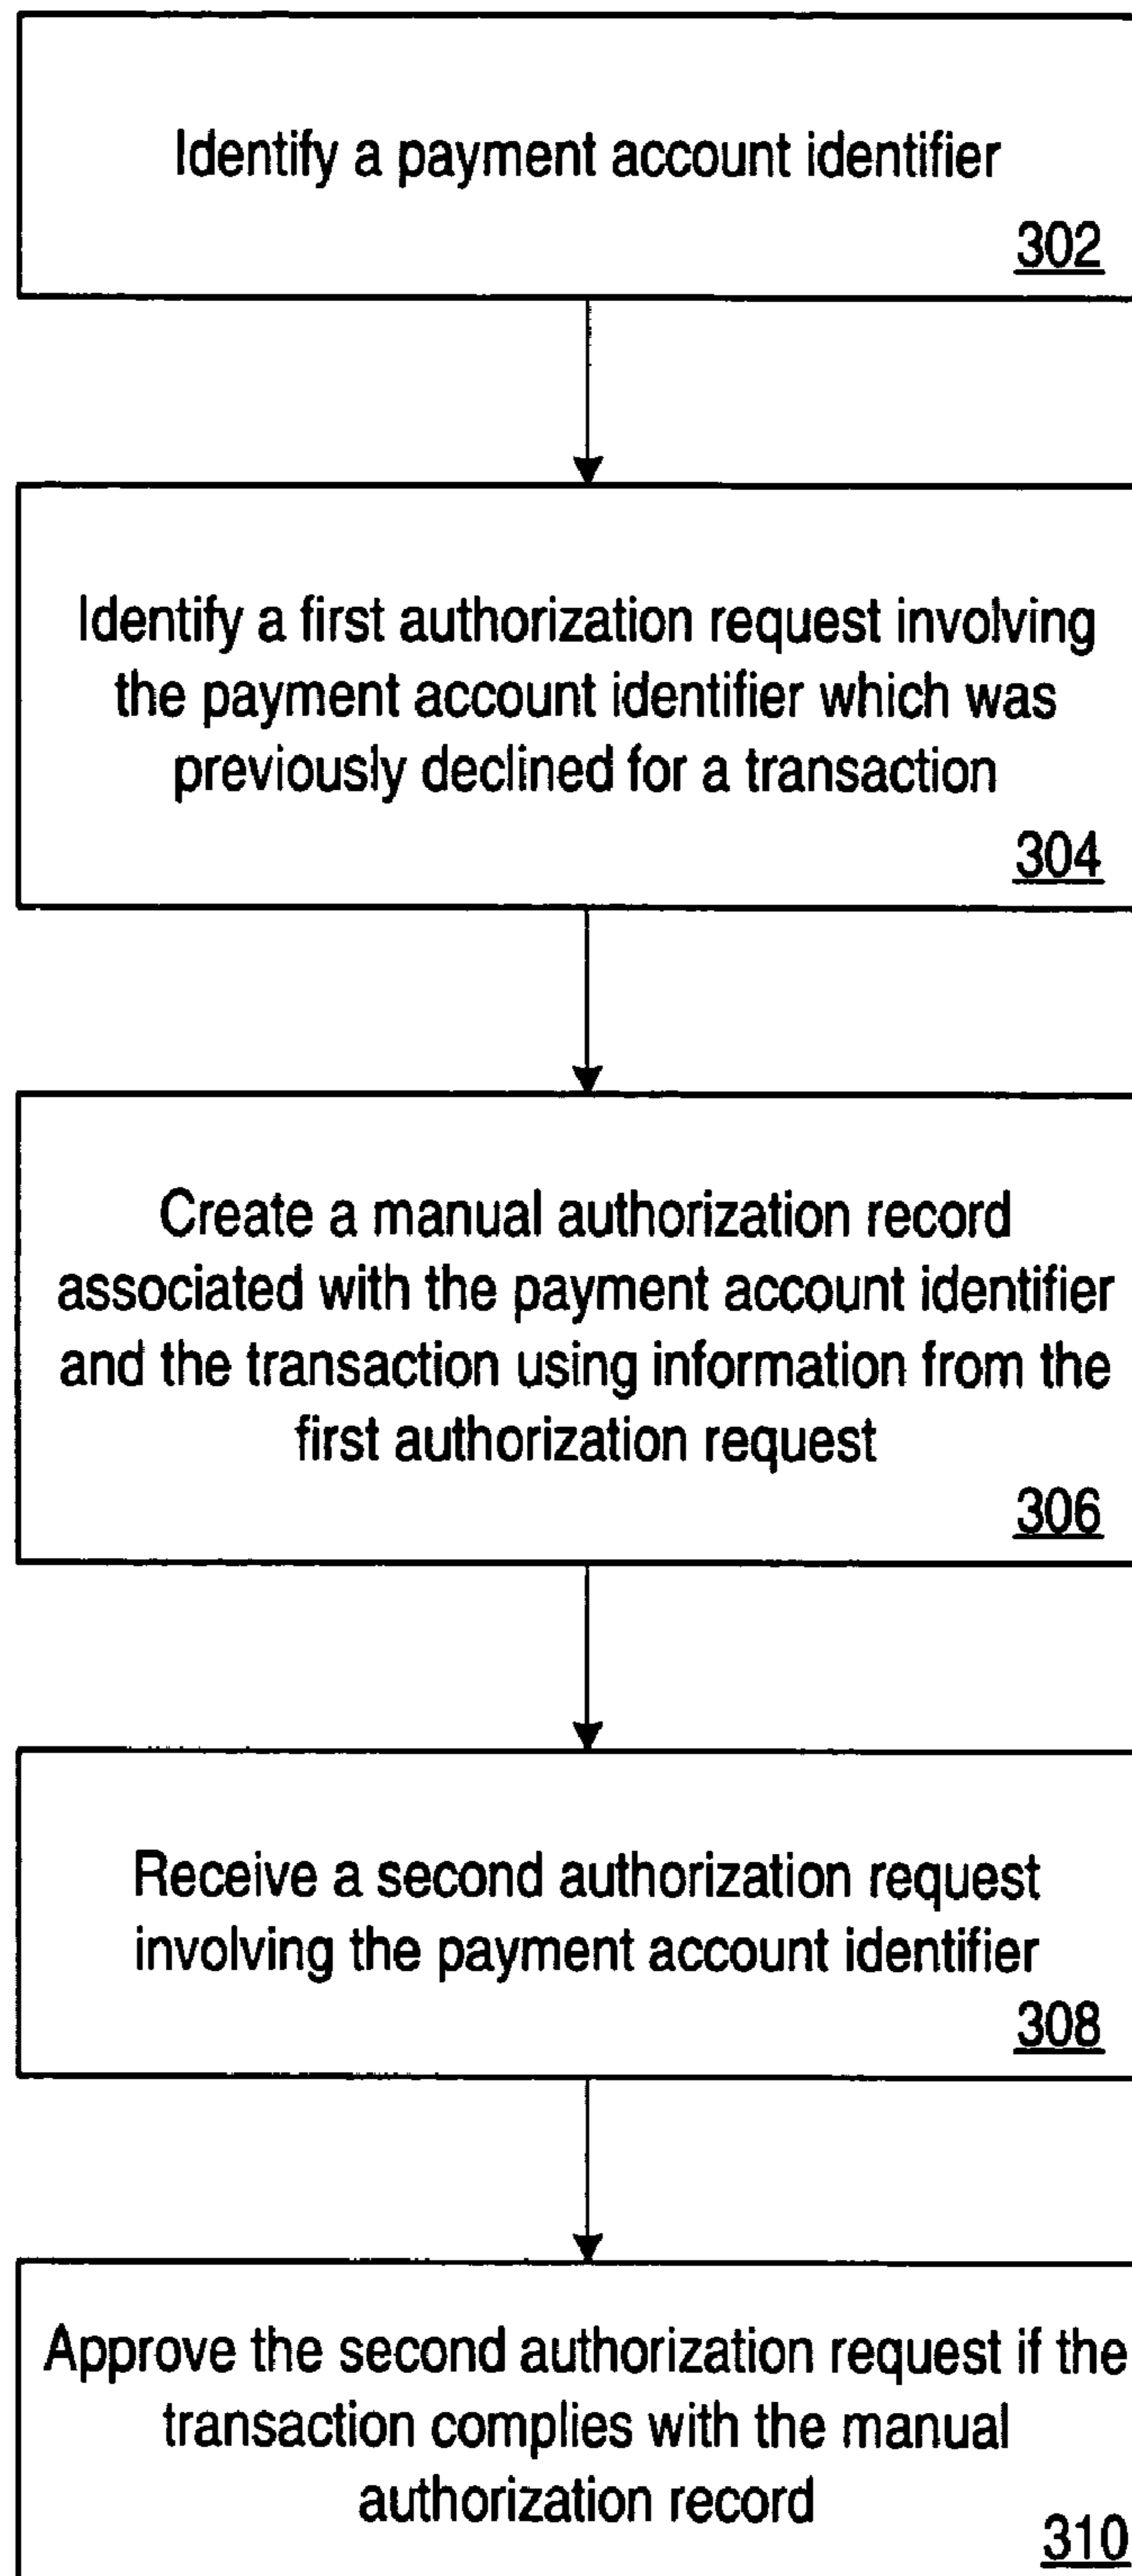 Identify a payment account identifier
302
Identify a first authorization request involving
the payment account identifier which was
previously declined for a transaction
304
Create a manual authorization record
associated with the payment account identifier
and the transaction using information from the
first authorization request
306
Receive a second authorization request
involving the payment account identifier
308
Approve the second authorization request if the
transaction complies with the manual
authorization record
310